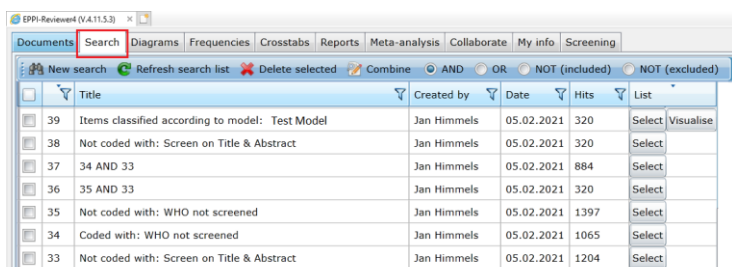 EPPI-Reviewer4 (V.4.11.5.3)
Documents Search Diagrams Frequencies Crosstabs Reports Meta-analysis Collaborate My info Screening
New search Refresh search list Delete selected Combine AND OR NOT (included) NOT (excluded)
Title Created by Date Hits List
39 Items classified according to model: Test Model Jan Himmels 05.02.2021 320 Select Visualise
38 Not coded with: Screen on Title & Abstract Jan Himmels 05.02.2021 320 Select
37 34 AND 33 Jan Himmels 05.02.2021 884 Select
36 35 AND 33 Jan Himmels 05.02.2021 320 Select
35 Not coded with: WHO not screened Jan Himmels 05.02.2021 1397 Select
34 Coded with: WHO not screened Jan Himmels 05.02.2021 1065 Select
33 Not coded with: Screen on Title & Abstract Jan Himmels 05.02.2021 1204 Select